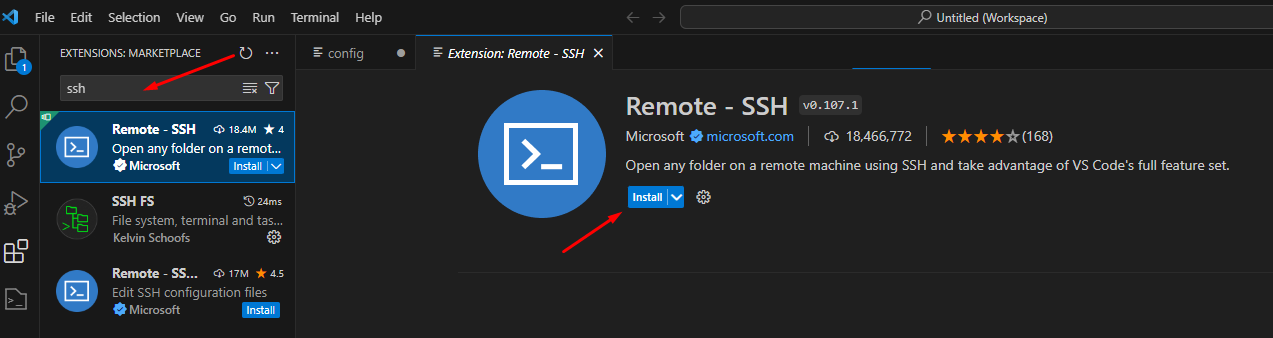 File Edit Selection View Go Run Terminal Help
Untitled (Workspace)
1
EXTENSIONS: MARKETPLACE
ssh
Remote - SSH 18.4M 4
Open any folder on a remot...
Microsoft Install
SSH FS 24ms
File system, terminal and tas...
Kelvin Schoofs
Remote - SS... 17M 4.5
Edit SSH configuration files
Microsoft Install
config
Extension: Remote - SSH
Remote - SSH v0.107.1
Microsoft microsoft.com 18,466,772 (168)
Open any folder on a remote machine using SSH and take advantage of VS Code's full feature set.
Install